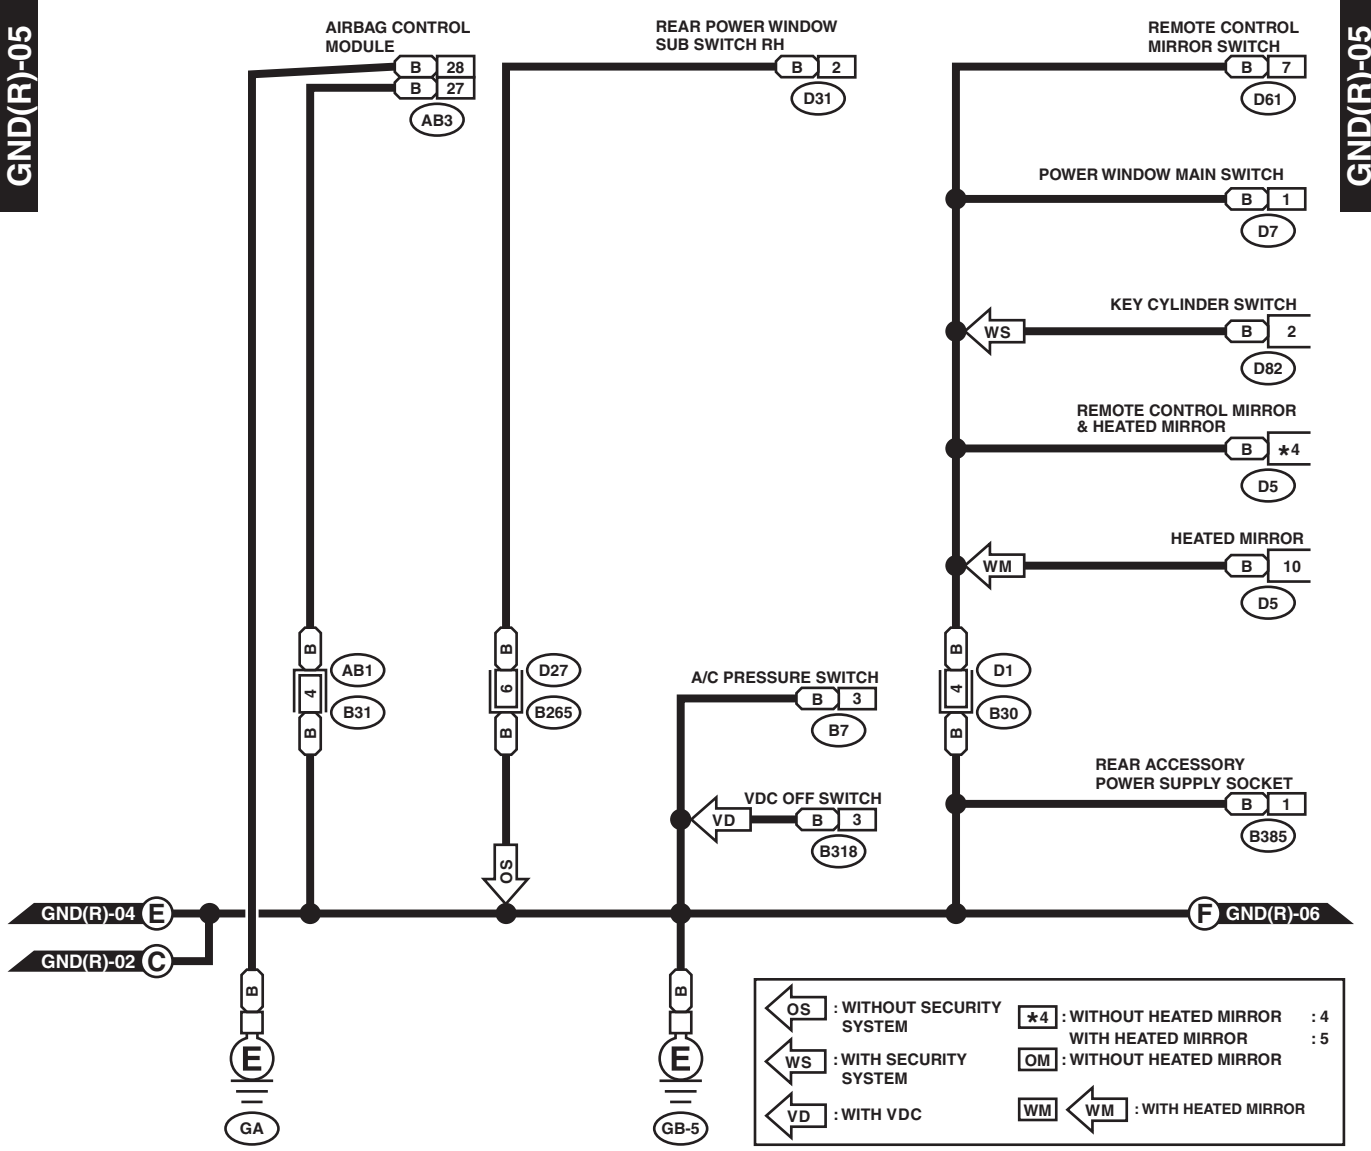 GND(R)-05
GND(R)-05
AIRBAG CONTROL
MODULE
B 28
B 27
AB3
REAR POWER WINDOW
SUB SWITCH RH
B 2
D31
REMOTE CONTROL
MIRROR SWITCH
B 7
D61
POWER WINDOW MAIN SWITCH
B 1
D7
KEY CYLINDER SWITCH
WS
B 2
D82
REMOTE CONTROL MIRROR
& HEATED MIRROR
B *4
D5
HEATED MIRROR
WM
B 10
D5
B
4
B
AB1
B31
B
6
B
D27
B265
OS
A/C PRESSURE SWITCH
B 3
B7
VDC OFF SWITCH
VD
B 3
B318
B
4
B
D1
B30
REAR ACCESSORY
POWER SUPPLY SOCKET
B 1
B385
GND(R)-04 E
F GND(R)-06
GND(R)-02 C
B
E
GA
B
E
GB-5
OS : WITHOUT SECURITY
SYSTEM
WS : WITH SECURITY
SYSTEM
VD : WITH VDC
*4 : WITHOUT HEATED MIRROR : 4
WITH HEATED MIRROR : 5
OM : WITHOUT HEATED MIRROR
WM WM : WITH HEATED MIRROR